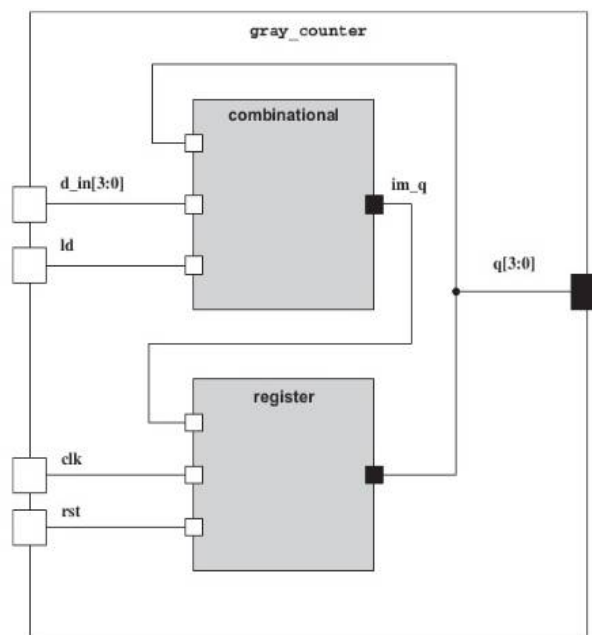 gray_counter
combinational
d_in[3:0]
im_q
ld
q[3:0]
register
clk
rst